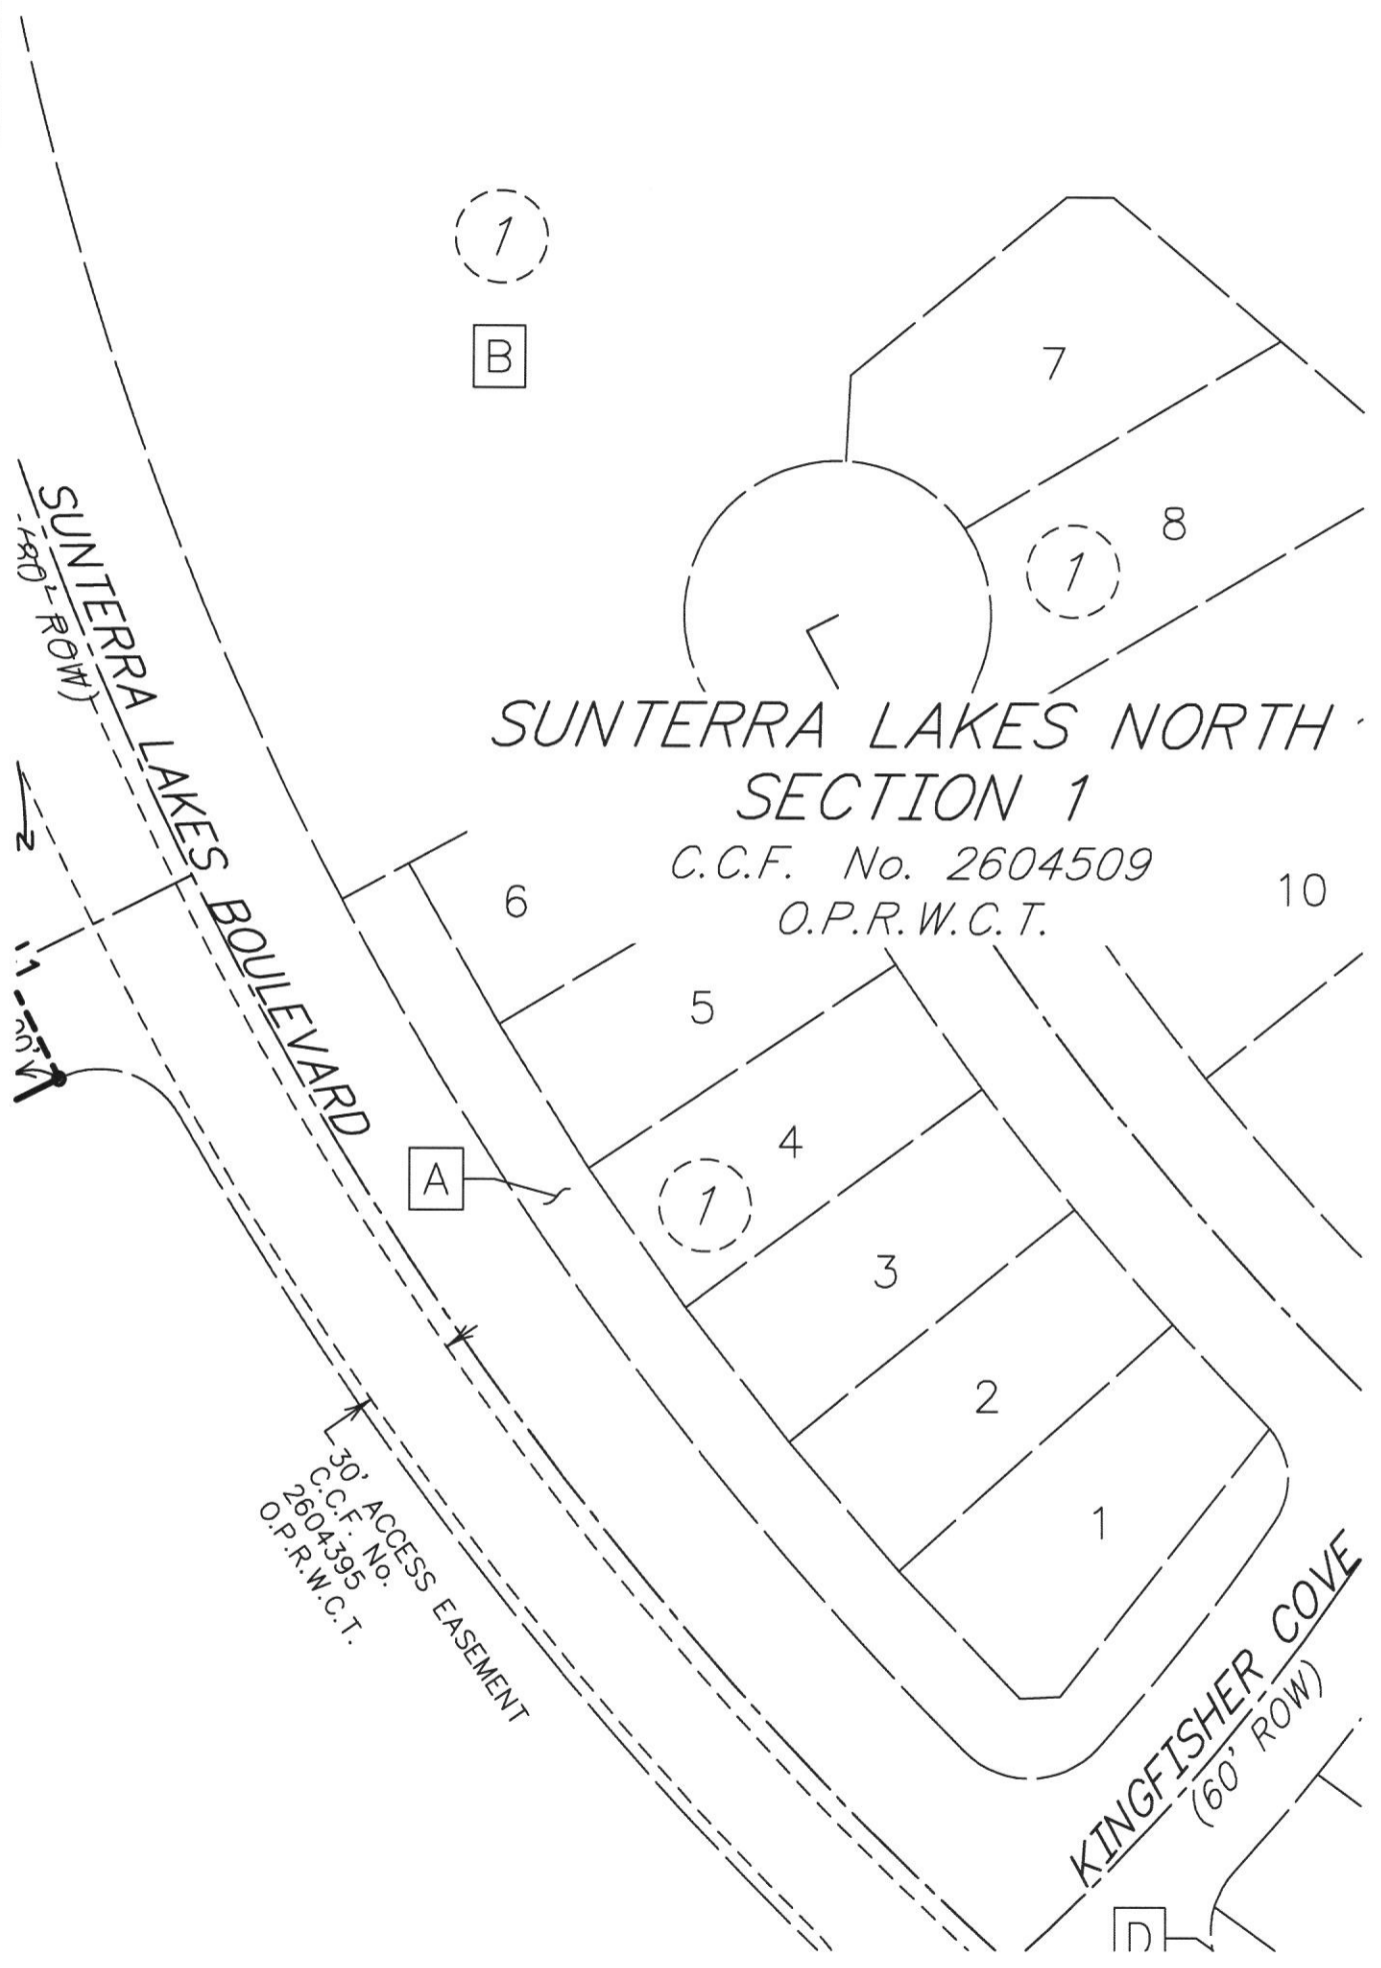 1
B
7
8
1
SUNTERRA LAKES BOULEVARD
ROW)
SUNTERRA LAKES NORTH
SECTION 1
C.C.F. No. 2604509
O.P.R.W.C.T.
6
10
5
4
A
1
3
2
1
30' ACCESS EASEMENT
C.C.F. No.
2604395
O.P.R.W.C.T.
KINGFISHER COVE
(60' ROW)
D